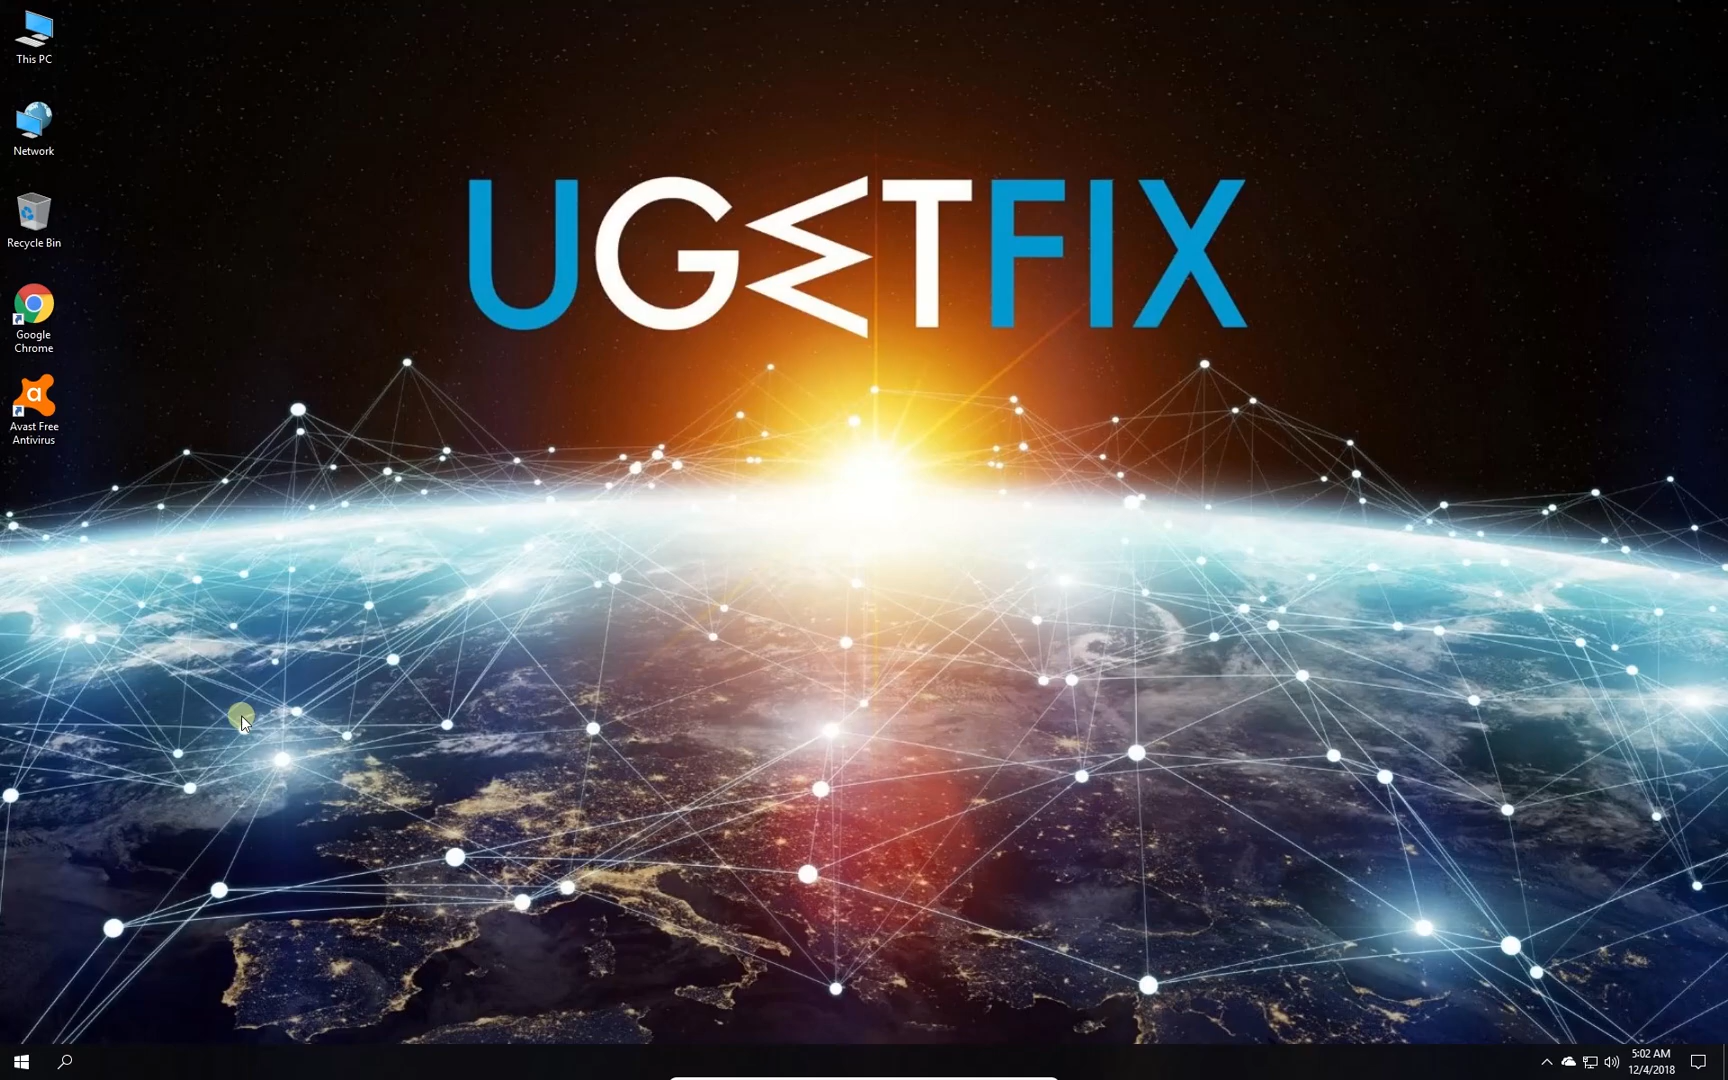 This PC
Network
Recycle Bin
Google
Chrome
Avast Free
Antivirus
UGETFIX
5:02 AM
12/4/2018